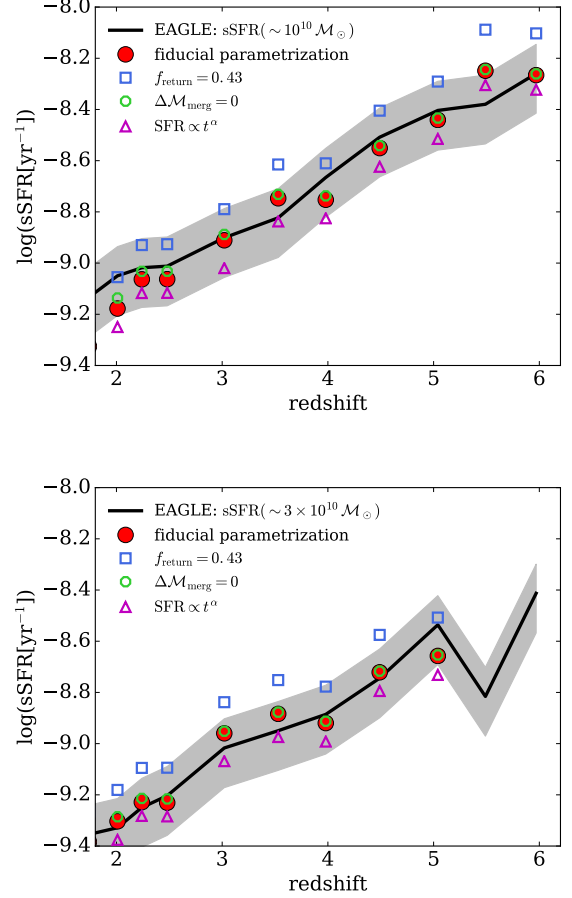 −8.0
−8.2
−8.4
−8.6
−8.8
−9.0
−9.2
−9.4
log(sSFR[yr⁻¹])
EAGLE: sSFR(∼10¹⁰ ℳ⊙)
fiducial parametrization
f_return = 0.43
Δℳ_merg = 0
SFR ∝ t^α
2 3 4 5 6
redshift
−8.0
−8.2
−8.4
−8.6
−8.8
−9.0
−9.2
−9.4
log(sSFR[yr⁻¹])
EAGLE: sSFR(∼3 × 10¹⁰ ℳ⊙)
fiducial parametrization
f_return = 0.43
Δℳ_merg = 0
SFR ∝ t^α
2 3 4 5 6
redshift